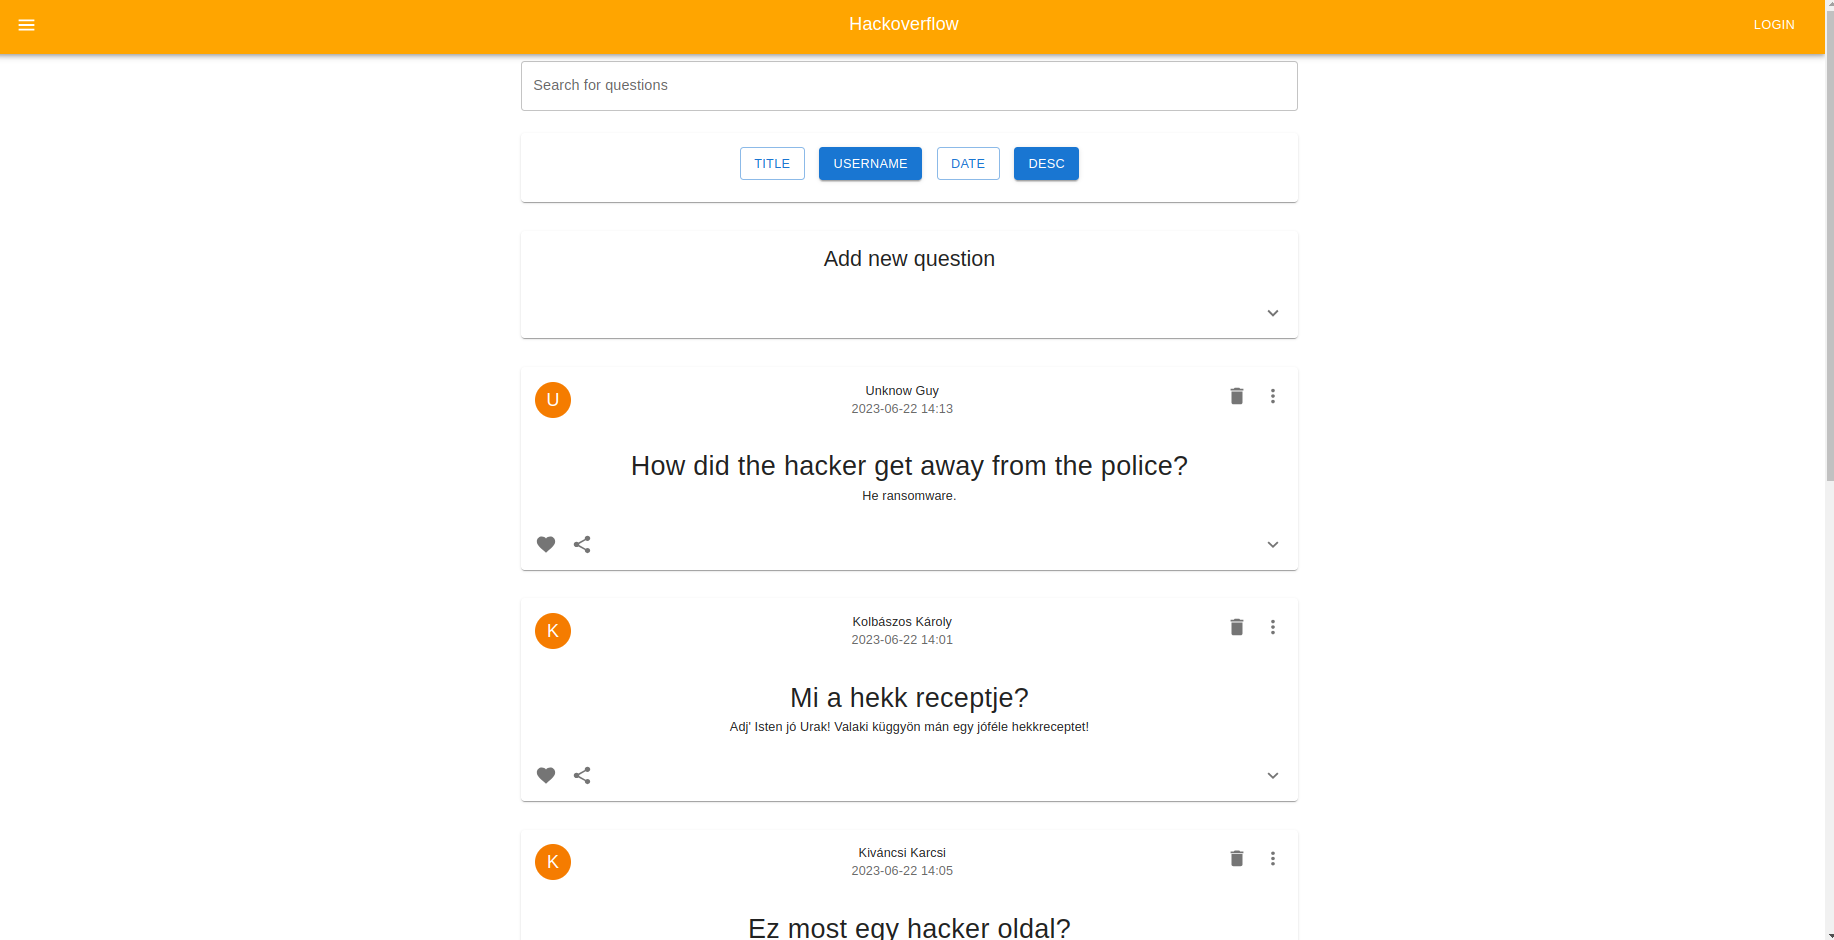 Hackoverflow
LOGIN
Search for questions
TITLE USERNAME DATE DESC
Add new question
U
Unknow Guy
2023-06-22 14:13
How did the hacker get away from the police?
He ransomware.
K
Kolbászos Károly
2023-06-22 14:01
Mi a hekk receptje?
Adj' Isten jó Urak! Valaki küggyön mán egy jóféle hekkreceptet!
K
Kiváncsi Karcsi
2023-06-22 14:05
Ez most egy hacker oldal?